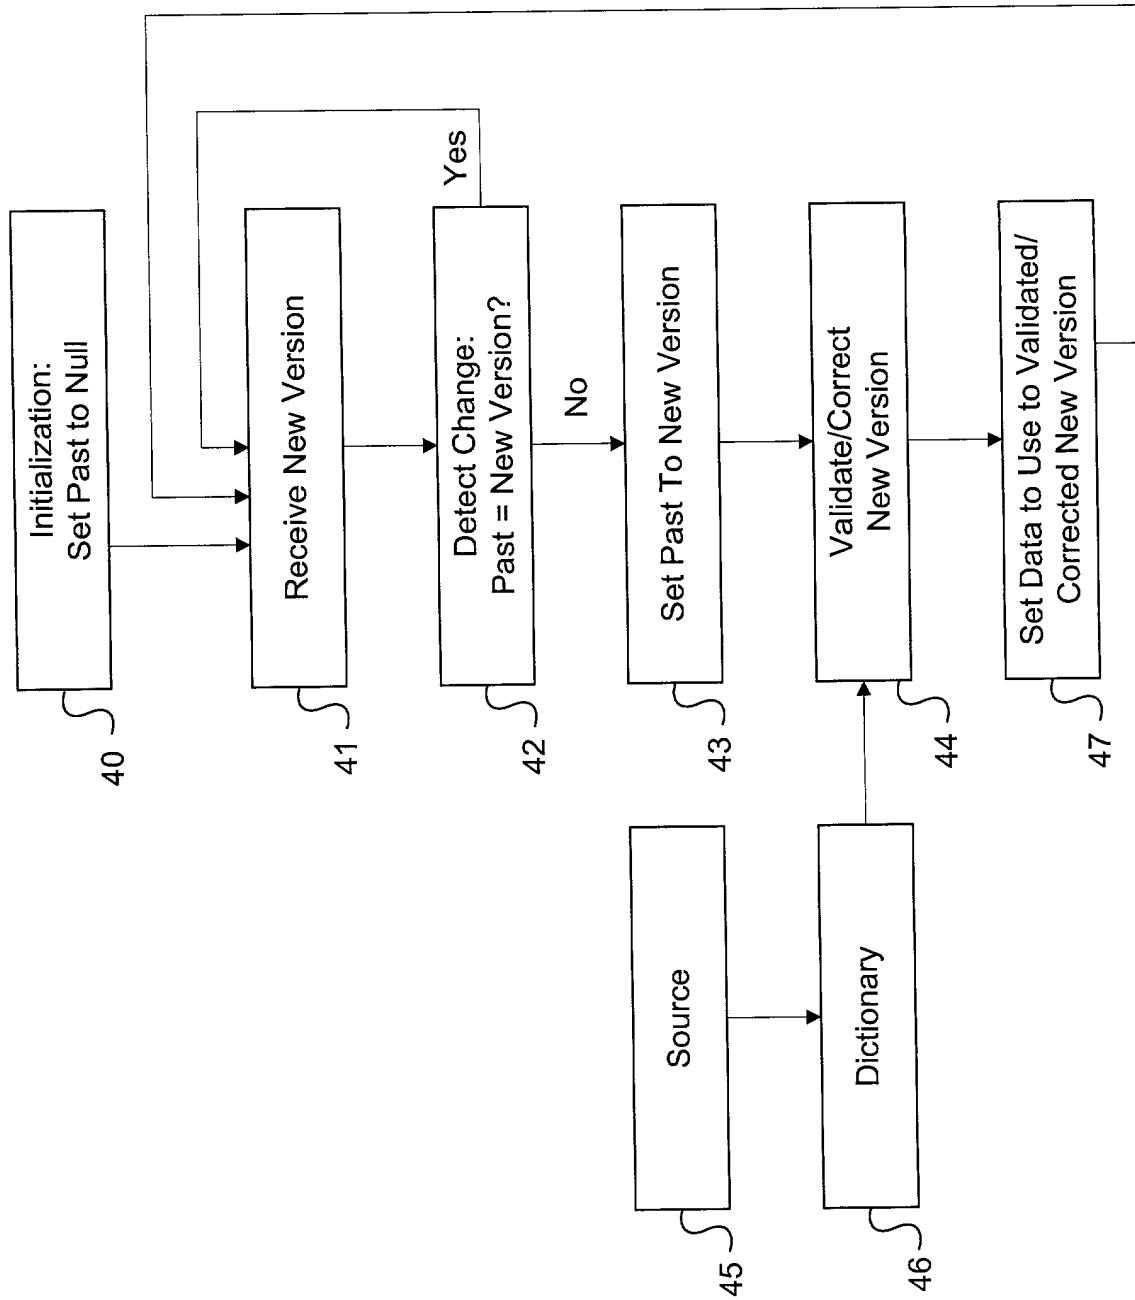 Initialization:
Set Past to Null
40
Receive New Version
41
Detect Change:
Past = New Version?
Yes
42
No
Set Past To New Version
43
Validate/Correct
New Version
44
Source
45
Dictionary
46
Set Data to Use to Validated/
Corrected New Version
47